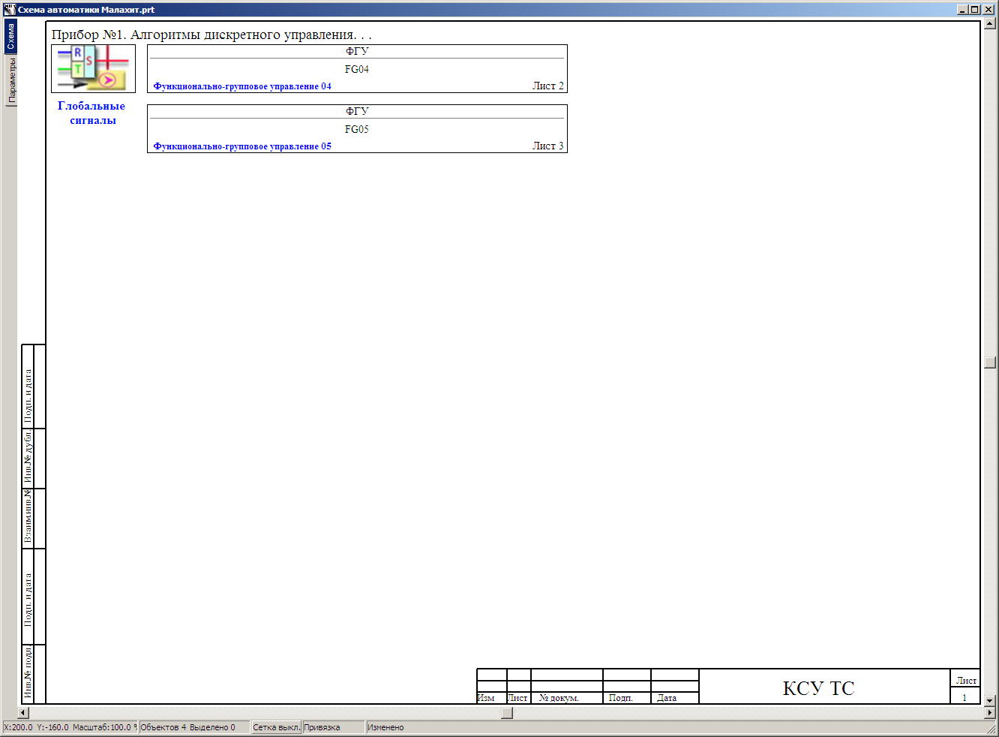 Схема автоматики Малахит.prt
Схема
Параметры
Прибор №1. Алгоритмы дискретного управления. . .
R
S
T
Глобальные
сигналы
ФГУ
FG04
Функционально-групповое управление 04
Лист 2
ФГУ
FG05
Функционально-групповое управление 05
Лист 3
Подп. и дата
Инв.№ дубл.
Взаим.инв.№
Подп. и дата
Инв.№ подл.
Изм
Лист
№ докум.
Подп.
Дата
КСУ ТС
Лист
1
X:200.0 Y:-160.0 Масштаб:100.0 %
Объектов 4 Выделено 0
Сетка выкл.
Привязка
Изменено